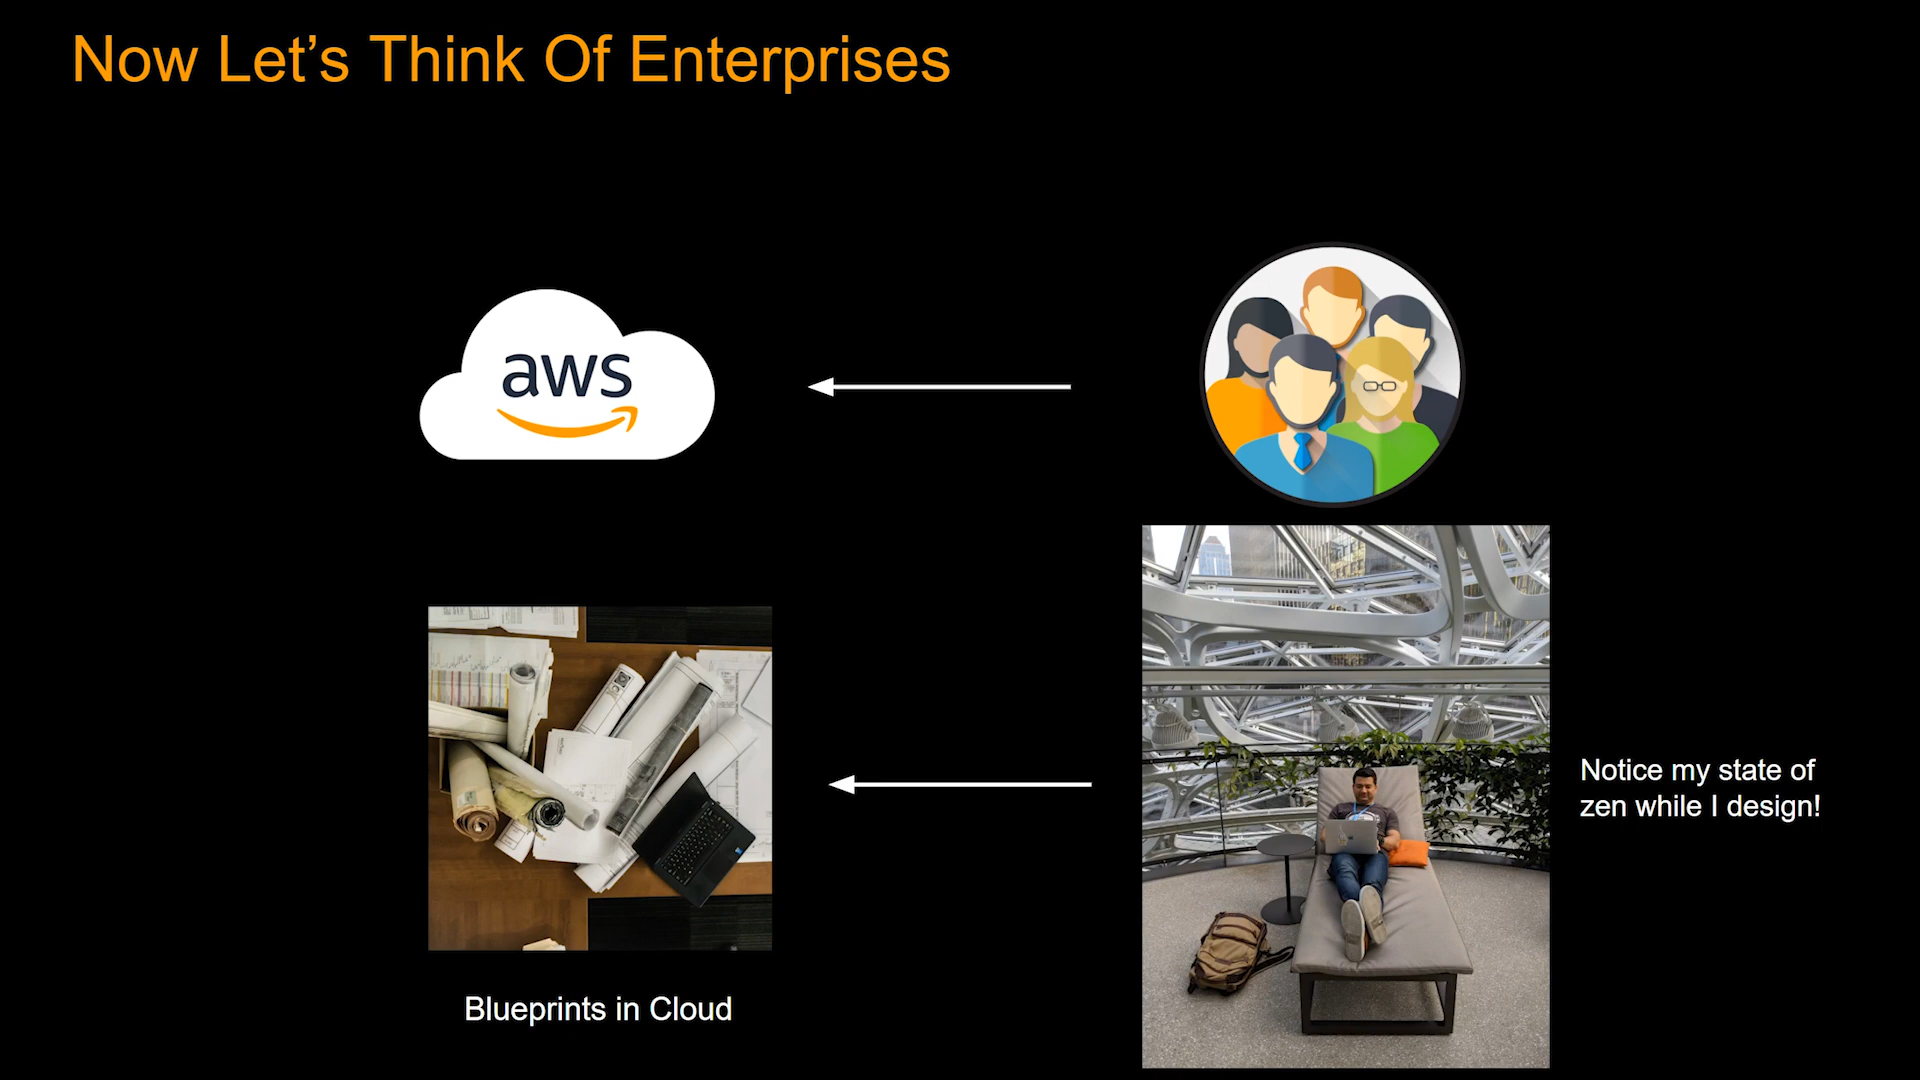 Now Let’s Think Of Enterprises
aws
Notice my state of
zen while I design!
Blueprints in Cloud